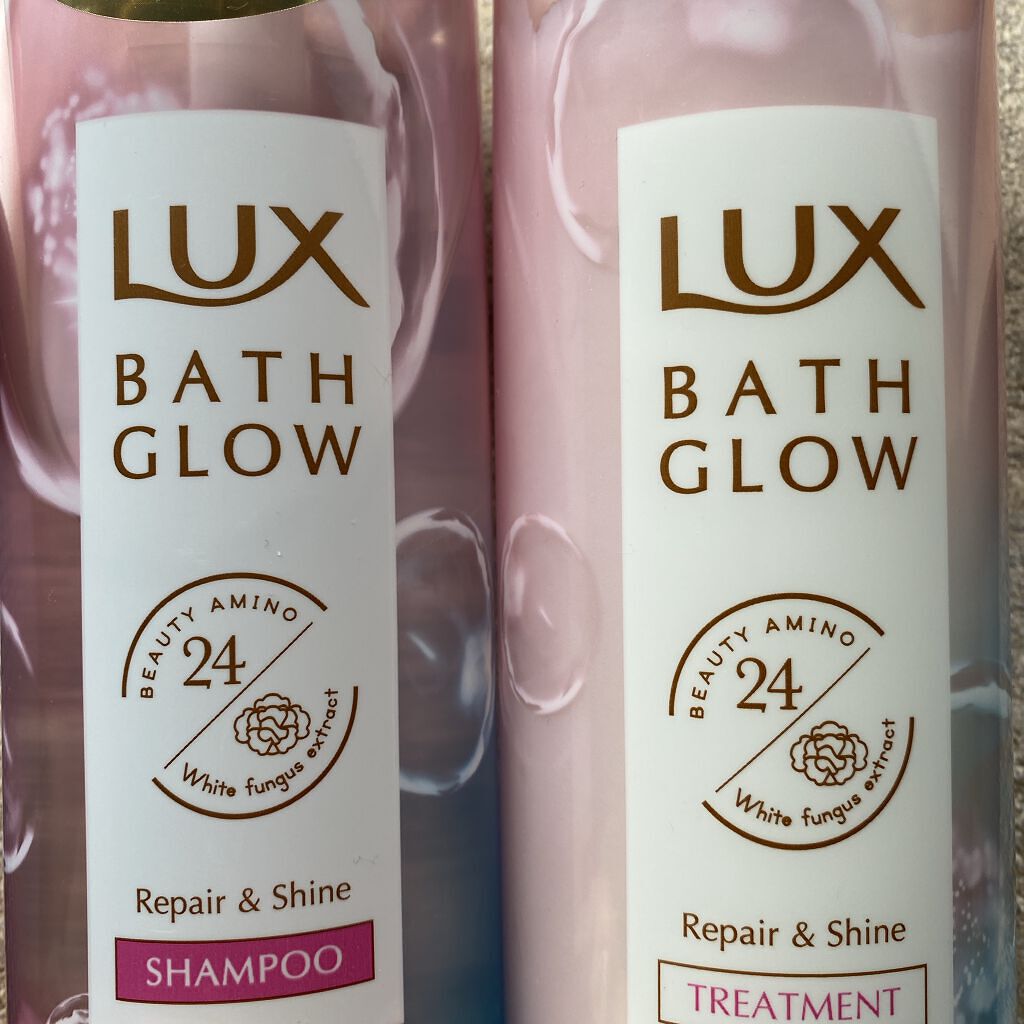 LUX
BATH
GLOW
BEAUTY AMINO
24
White fungus extract
Repair & Shine
SHAMPOO
LUX
BATH
GLOW
BEAUTY AMINO
24
White fungus extract
Repair & Shine
TREATMENT